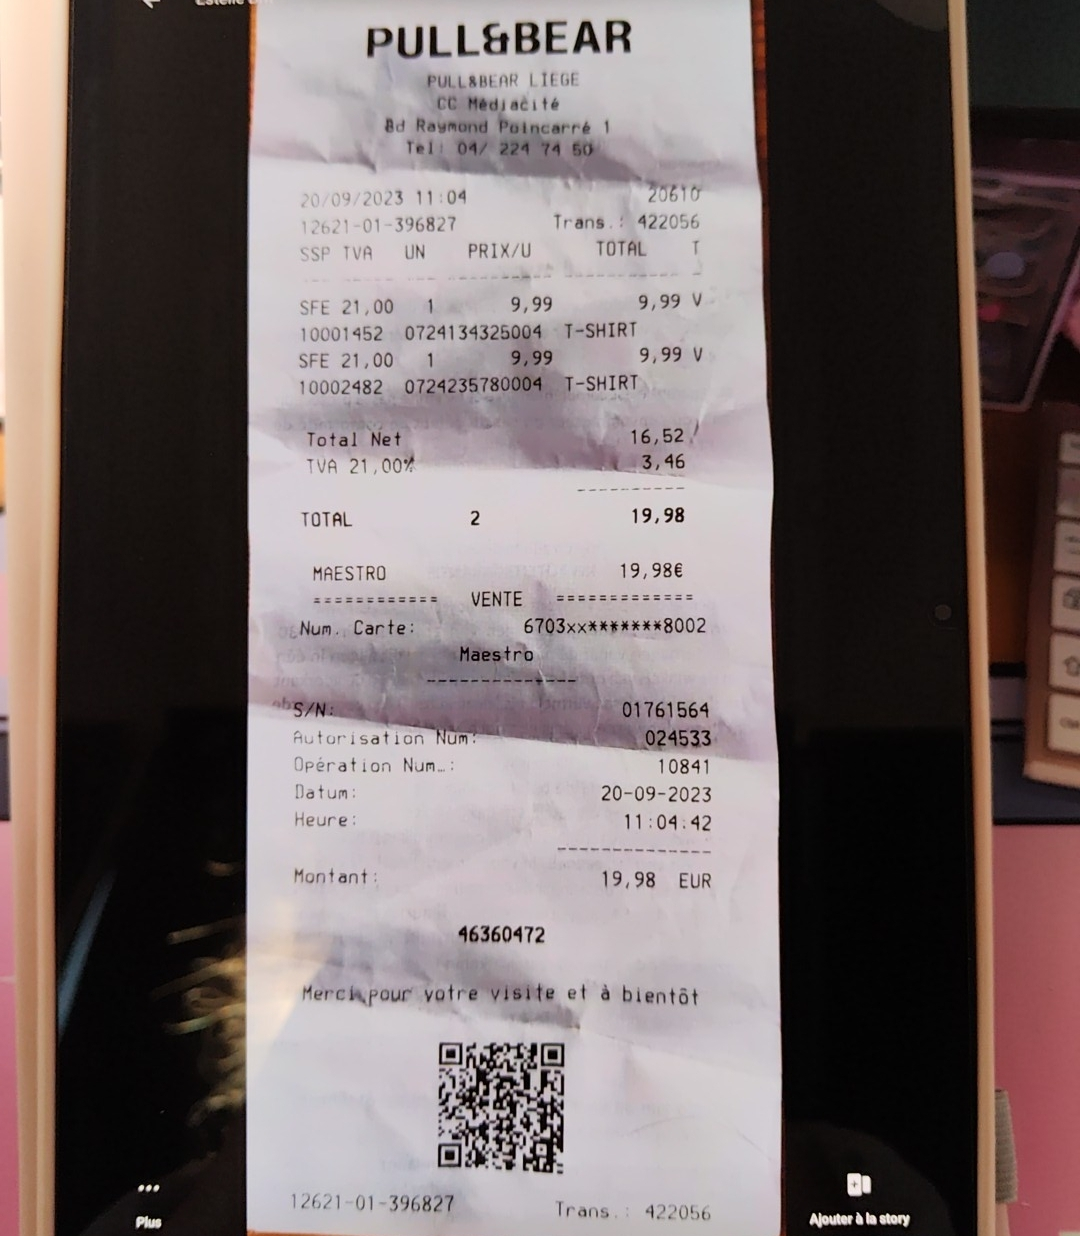 PULL&BEAR
PULL&BEAR LIEGE
CC Médiacité
Bd Raymond Poincarré 1
Tel: 04/ 224 74 50
20/09/2023 11:04 20610
12621-01-396827 Trans.: 422056
SSP TVA UN PRIX/U TOTAL T
SFE 21,00 1 9,99 9,99 V
10001452 0724134325004 T-SHIRT
SFE 21,00 1 9,99 9,99 V
10002482 0724235780004 T-SHIRT
Total Net 16,52
TVA 21,00% 3,46
TOTAL 2 19,98
MAESTRO 19,98€
============ VENTE =============
Num. Carte: 6703xx*******8002
Maestro
S/N: 01761564
Autorisation Num: 024533
Opération Num…: 10841
Datum: 20-09-2023
Heure: 11:04:42
Montant: 19,98 EUR
46360472
Merci pour votre visite et à bientôt
12621-01-396827 Trans.: 422056
Plus
Ajouter à la story